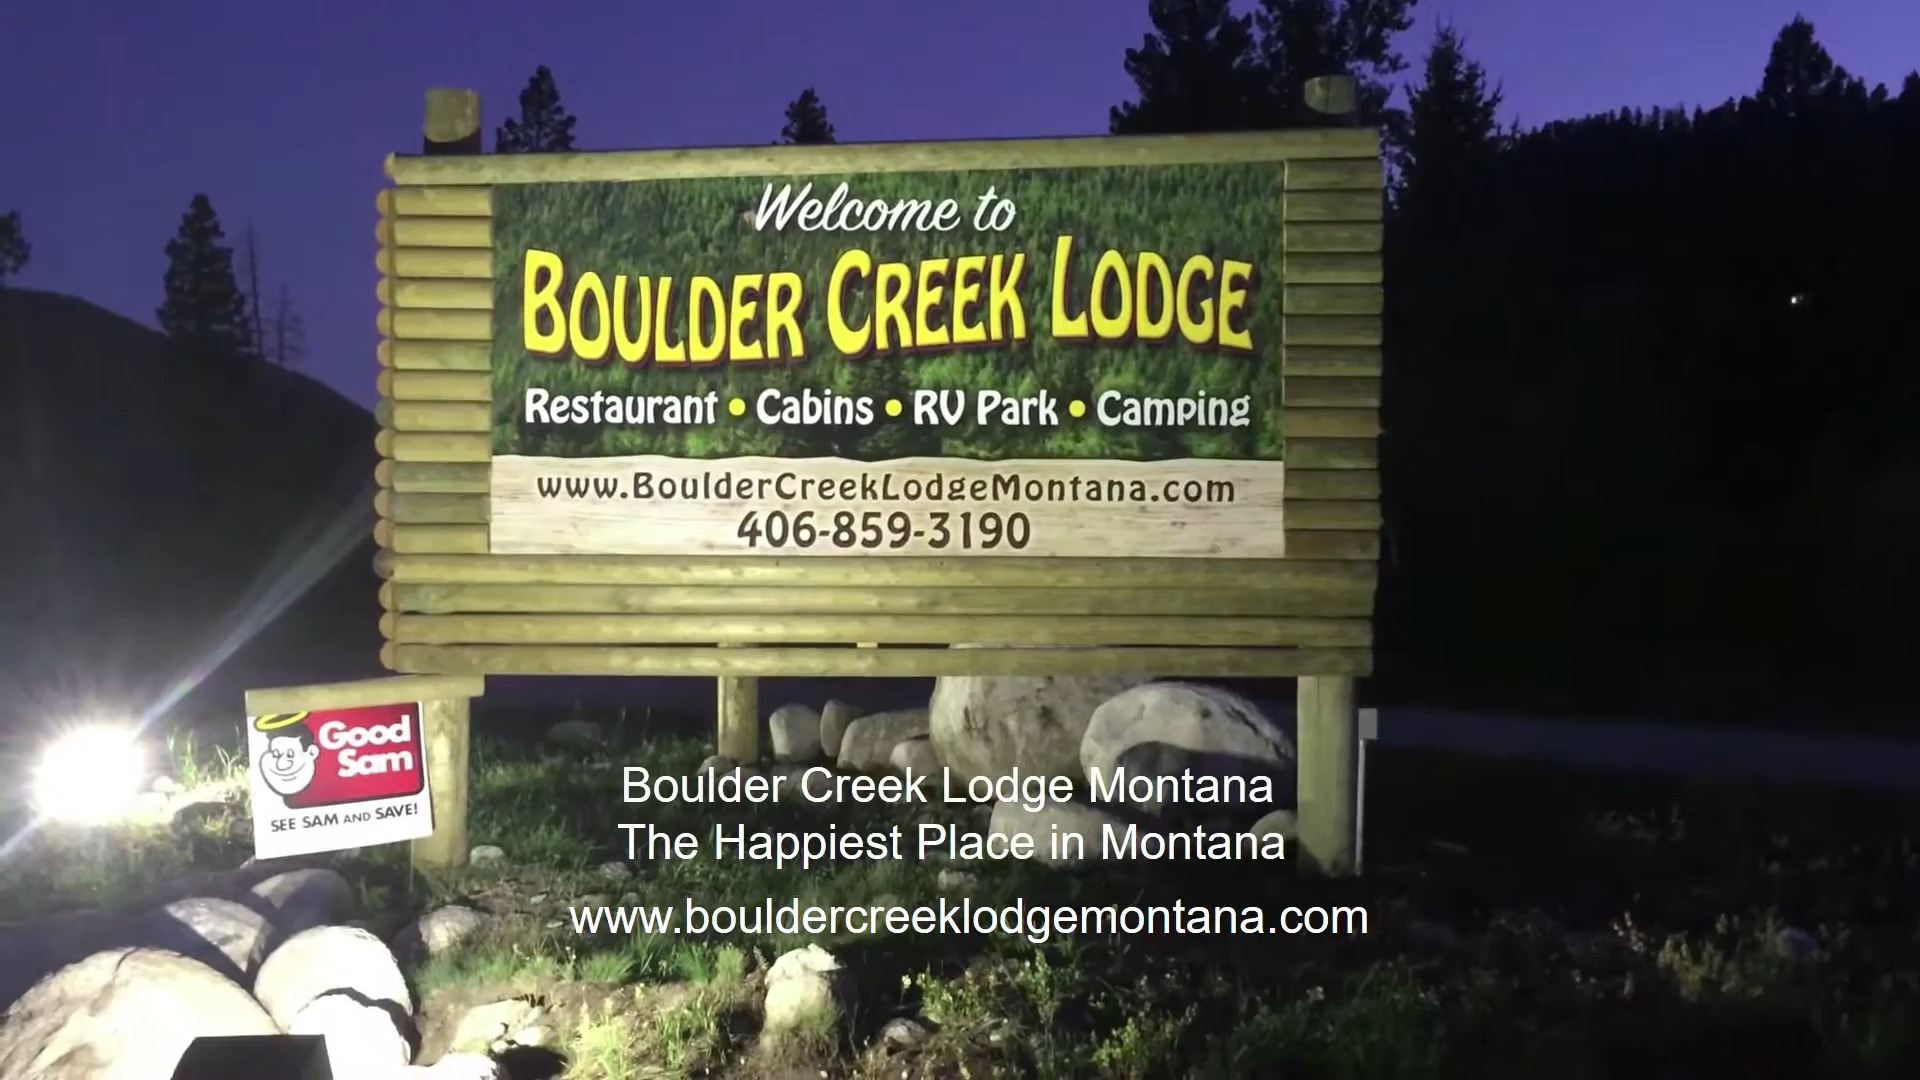 Welcome to
BOULDER CREEK LODGE
Restaurant • Cabins • RV Park • Camping
www.BoulderCreekLodgeMontana.com
406-859-3190
Good
Sam
SEE SAM AND SAVE!
Boulder Creek Lodge Montana
The Happiest Place in Montana
www.bouldercreeklodgemontana.com